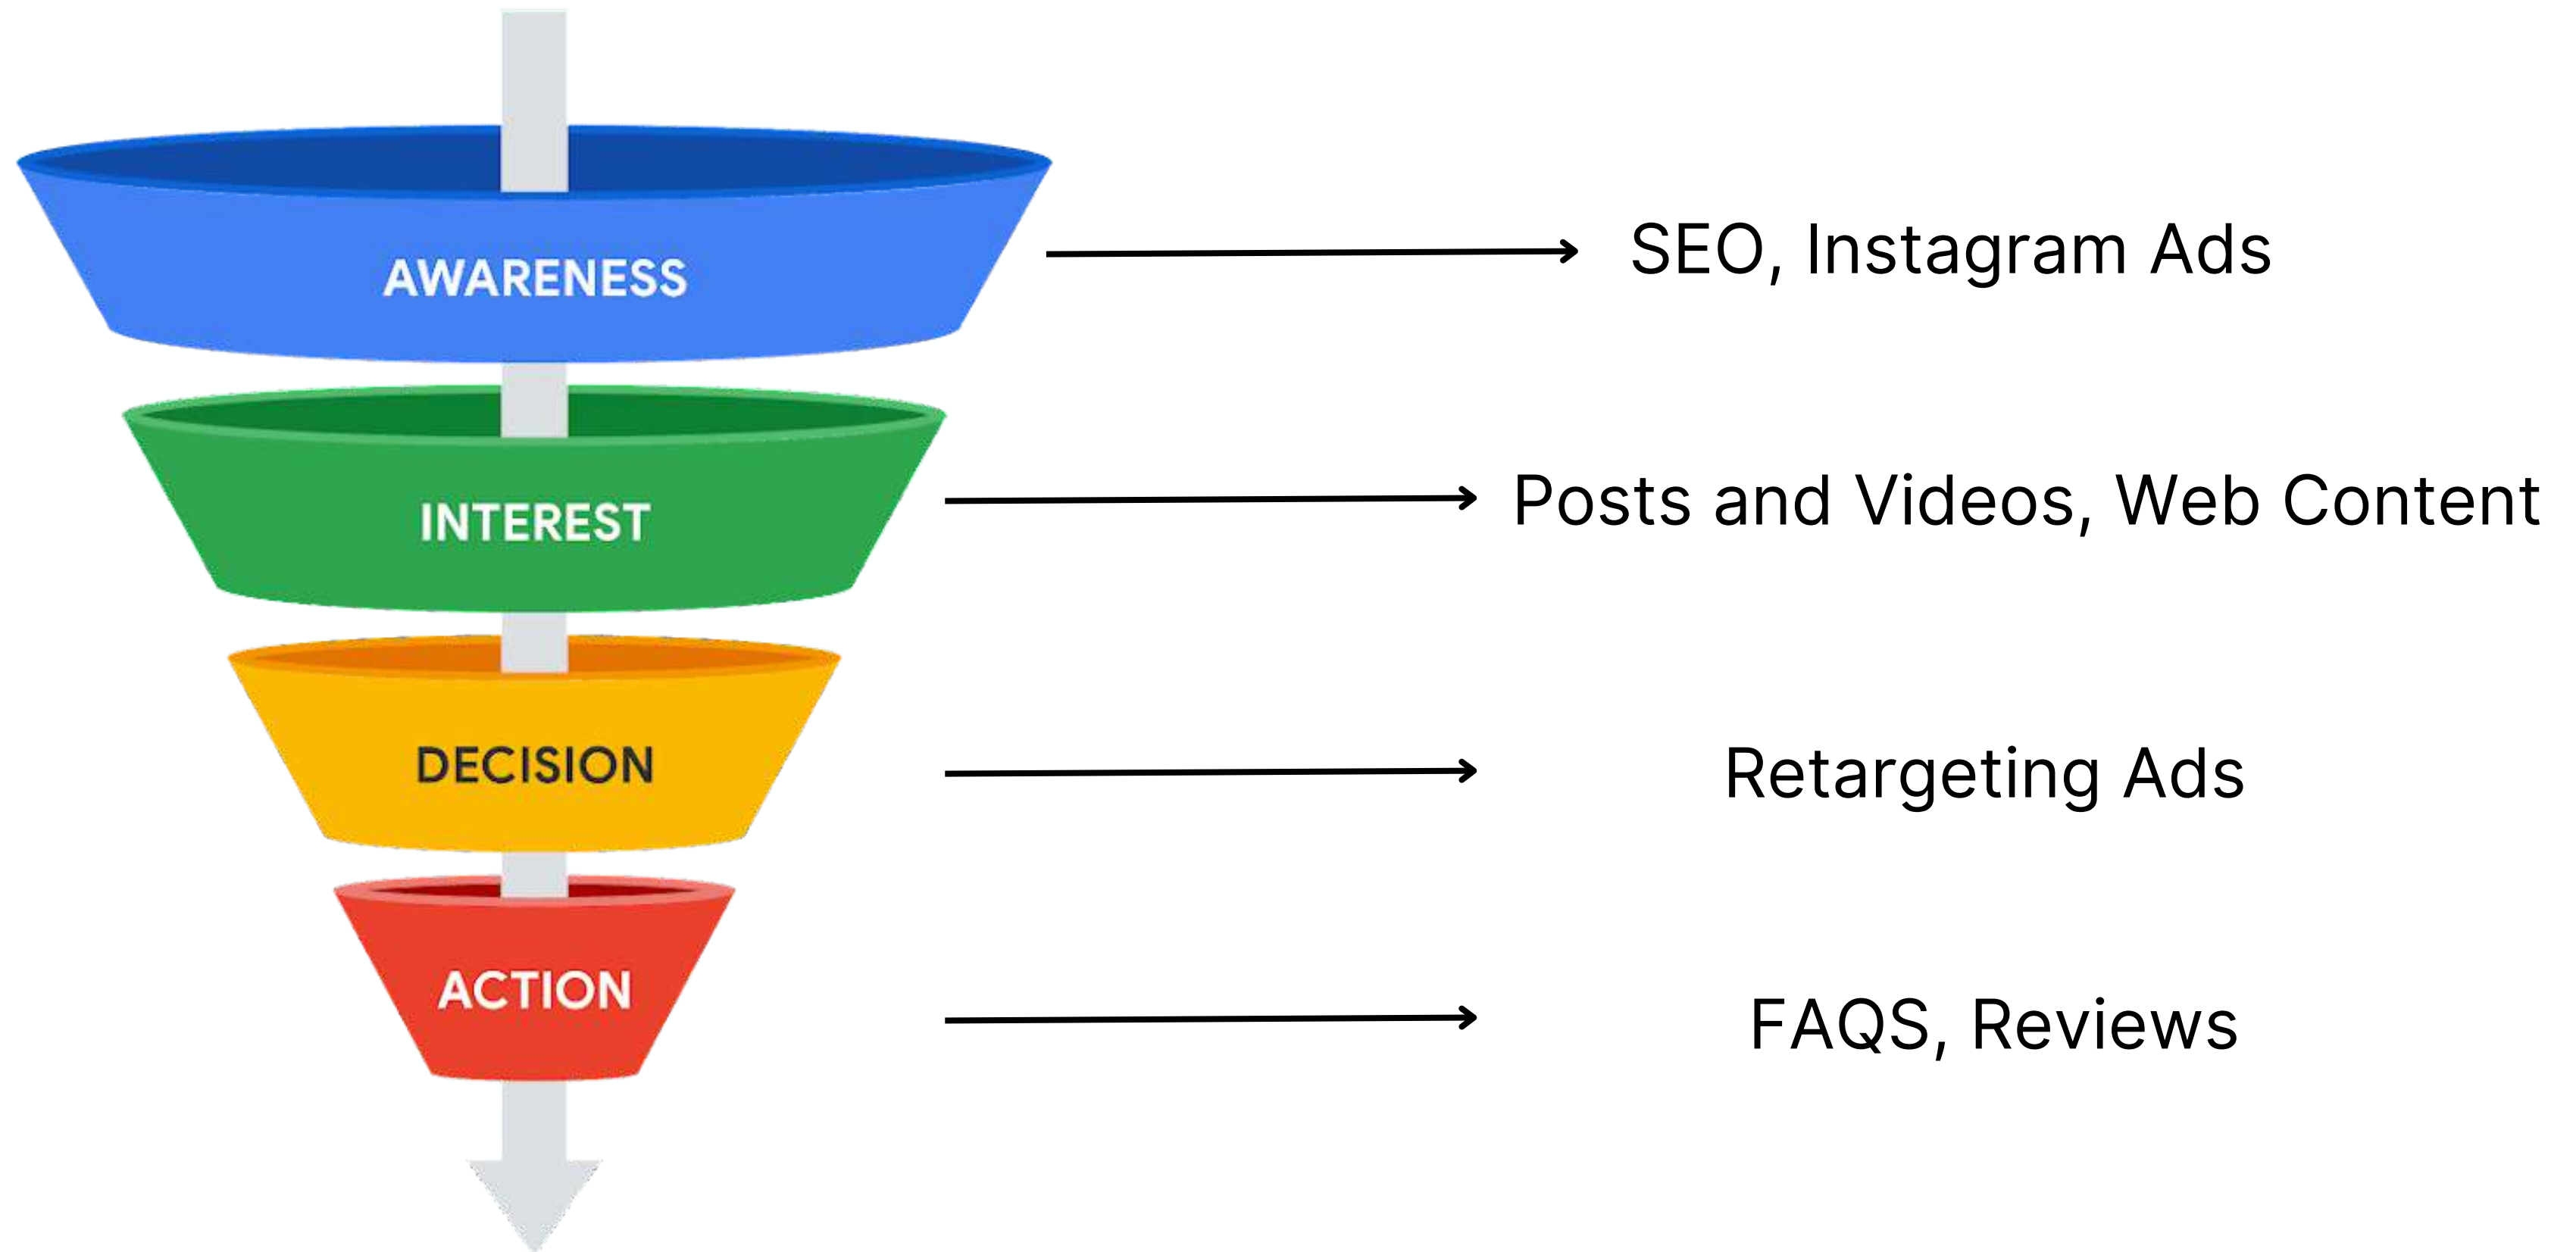 AWARENESS
SEO, Instagram Ads
INTEREST
Posts and Videos, Web Content
DECISION
Retargeting Ads
ACTION
FAQS, Reviews